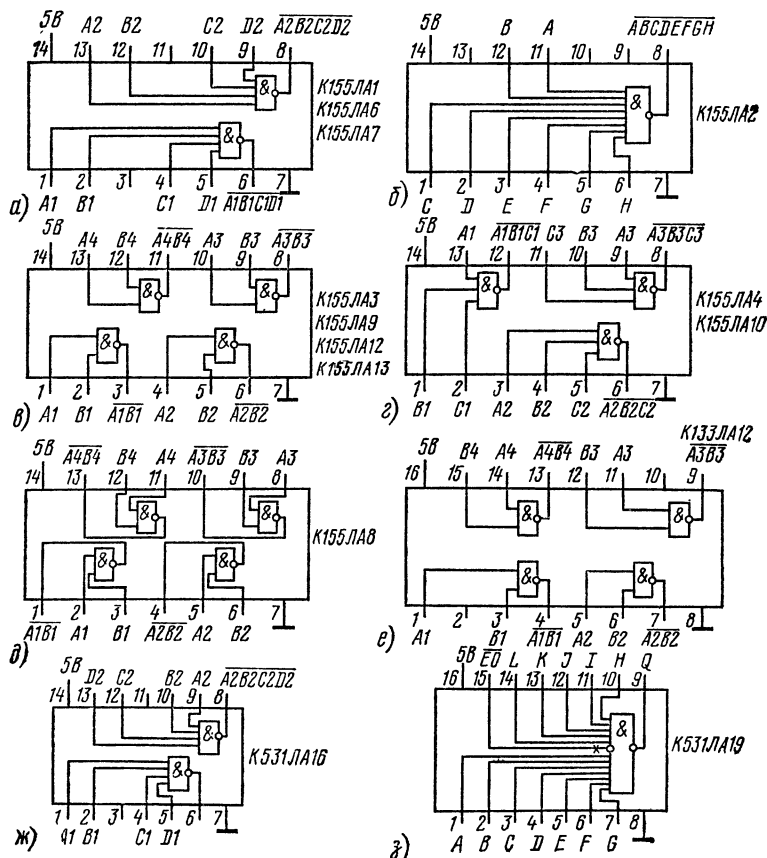 5В A2 B2 C2 D2 A2B2C2D2
14 13 12 11 10 9 8
&
&
К155ЛА1
К155ЛА6
К155ЛА7
1 2 3 4 5 6 7
A1 B1 C1 D1 A1B1C1D1
а)
5В B A ABCDEFGH
14 13 12 11 10 9 8
&
К155ЛА2
1 2 3 4 5 6 7
C D E F G H
б)
5В A4 B4 A4B4 A3 B3 A3B3
14 13 12 11 10 9 8
& &
& &
К155ЛА3
К155ЛА9
К155ЛА12
К153ЛА13
1 2 3 4 5 6 7
A1 B1 A1B1 A2 B2 A2B2
в)
5В A1 A1B1C1 C3 B3 A3 A3B3C3
14 13 12 11 10 9 8
& &
&
К155ЛА4
К155ЛА10
1 2 3 4 5 6 7
B1 C1 A2 B2 C2 A2B2C2
г)
5В A4B4 B4 A4 A3B3 B3 A3
14 13 12 11 10 9 8
& &
& &
К155ЛА8
1 2 3 4 5 6 7
A1B1 A1 B1 A2B2 A2 B2
д)
К133ЛА12
5В B4 A4 A4B4 B3 A3 A3B3
16 15 14 13 12 11 10 9
& &
& &
1 2 3 4 5 6 7 8
A1 B1 A1B1 A2 B2 A2B2
е)
5В D2 C2 B2 A2 A2B2C2D2
14 13 12 11 10 9 8
&
&
К531ЛА16
1 2 3 4 5 6 7
A1 B1 C1 D1
ж)
5В E0 L K J I H Q
16 15 14 13 12 11 10 9
&
x
К531ЛА19
1 2 3 4 5 6 7 8
A B C D E F G
з)